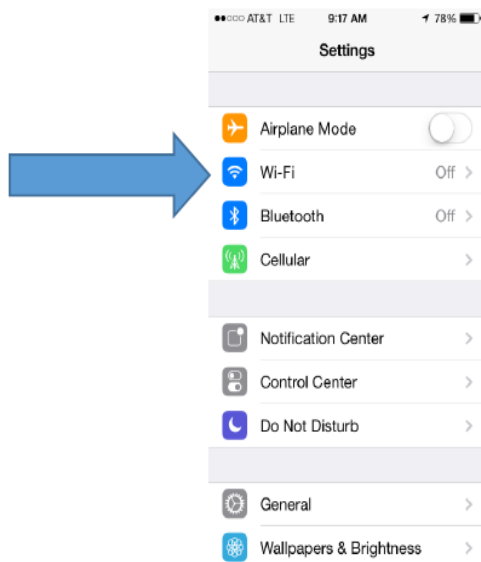 AT&T LTE 9:17 AM 78%
Settings
Airplane Mode
Wi-Fi Off
Bluetooth Off
Cellular
Notification Center
Control Center
Do Not Disturb
General
Wallpapers & Brightness